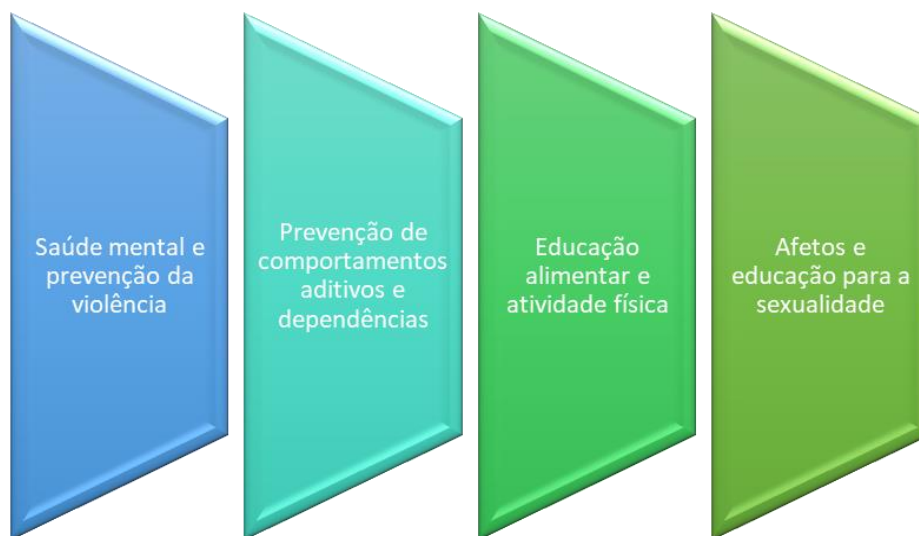 Saúde mental e
prevenção da
violência
Prevenção de
comportamentos
aditivos e
dependências
Educação
alimentar e
atividade física
Afetos e
educação para a
sexualidade